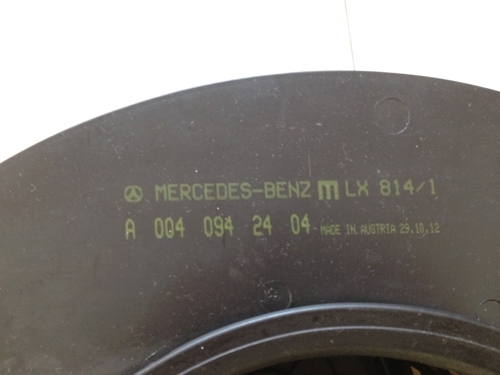 MERCEDES-BENZ m LX 814/1
A 004 094 24 04 MADE IN AUSTRIA 29.10.12